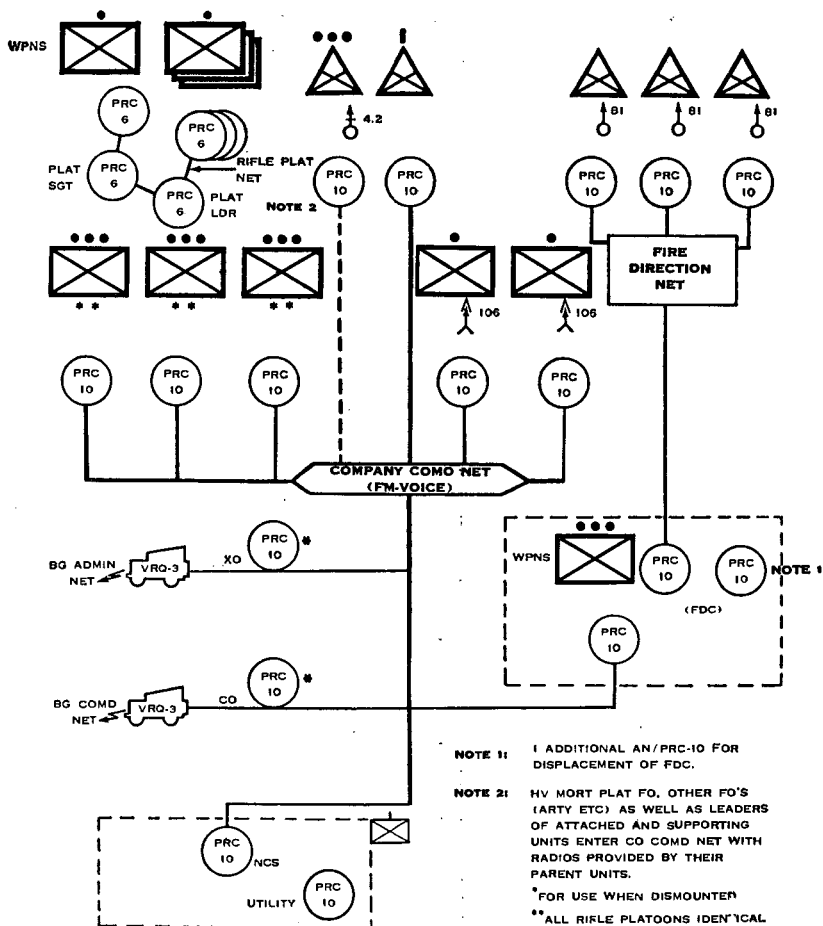 WPNS
PRC 6
PRC 6
PLAT SGT
PRC 6
PRC 6
PLAT LDR
RIFLE PLAT NET
4.2
81
81
81
NOTE 2
PRC 10
PRC 10
PRC 10
PRC 10
PRC 10
FIRE DIRECTION NET
* *
* *
* *
106
106
PRC 10
PRC 10
PRC 10
PRC 10
PRC 10
COMPANY COMD NET
(FM-VOICE)
BG ADMIN NET
VRQ-3
XO
PRC 10
*
WPNS
PRC 10
(FDC)
PRC 10
NOTE 1
PRC 10
BG COMD NET
VRQ-3
CO
PRC 10
*
PRC 10
NCS
UTILITY
PRC 10
NOTE 1: 1 ADDITIONAL AN/PRC-10 FOR
DISPLACEMENT OF FDC.
NOTE 2: HV MORT PLAT FO, OTHER FO'S
(ARTY ETC) AS WELL AS LEADERS
OF ATTACHED AND SUPPORTING
UNITS ENTER CO COMD NET WITH
RADIOS PROVIDED BY THEIR
PARENT UNITS.
*FOR USE WHEN DISMOUNTED
**ALL RIFLE PLATOONS IDENTICAL